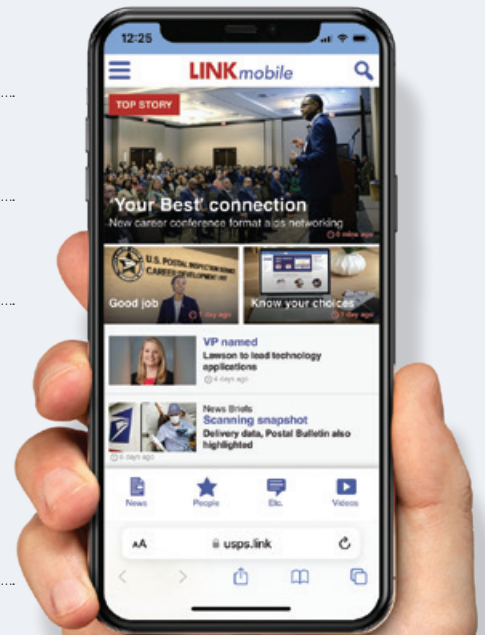 12:25
LINK mobile
TOP STORY
'Your Best' connection
New career conference format aids networking
U.S. POSTAL INSPECTION SERVICE
CAREER DEVELOPMENT
Good job
1 day ago
Know your choices
1 day ago
VP named
Lawson to lead technology
applications
4 days ago
News Briefs
Scanning snapshot
Delivery data, Postal Bulletin also
highlighted
6 days ago
News
People
Etc.
Videos
AA
usps.link